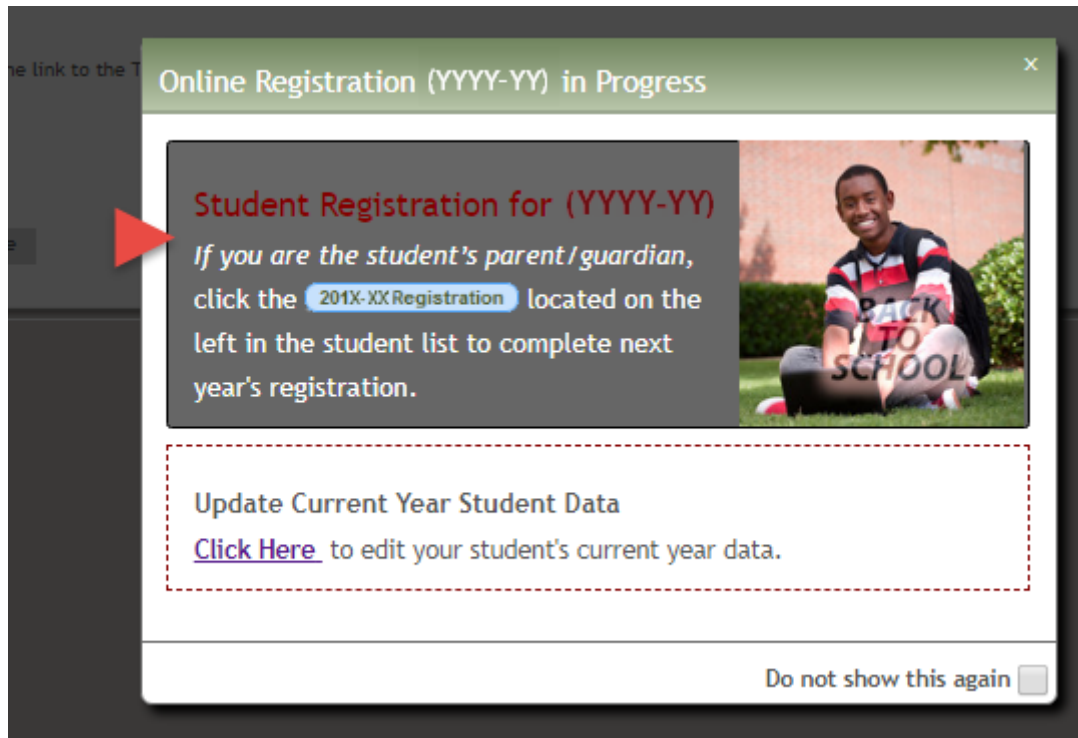 ne link to the T
Online Registration (YYYY-YY) in Progress
×
Student Registration for (YYYY-YY)
If you are the student's parent/guardian,
click the 201X-XX Registration located on the
left in the student list to complete next
year's registration.
BACK
TO
SCHOOL
e
Update Current Year Student Data
Click Here to edit your student's current year data.
Do not show this again